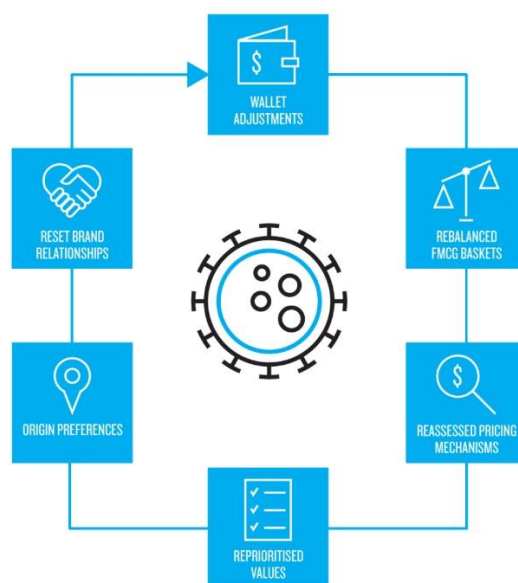 $
WALLET
ADJUSTMENTS
REBALANCED
FMCG BASKETS
$
REASSESSED PRICING
MECHANISMS
REPRIORITISED
VALUES
ORIGIN PREFERENCES
RESET BRAND
RELATIONSHIPS